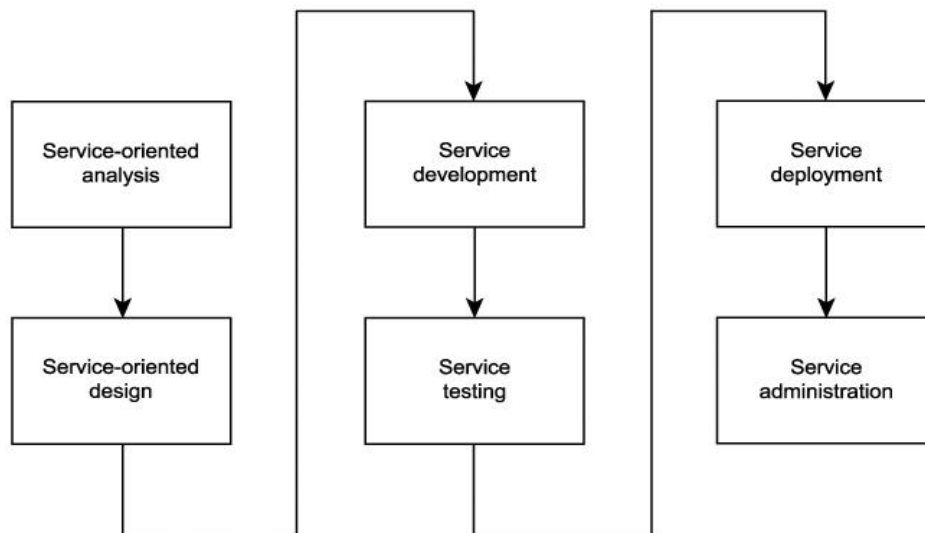 Service-oriented
analysis
Service-oriented
design
Service
development
Service
testing
Service
deployment
Service
administration